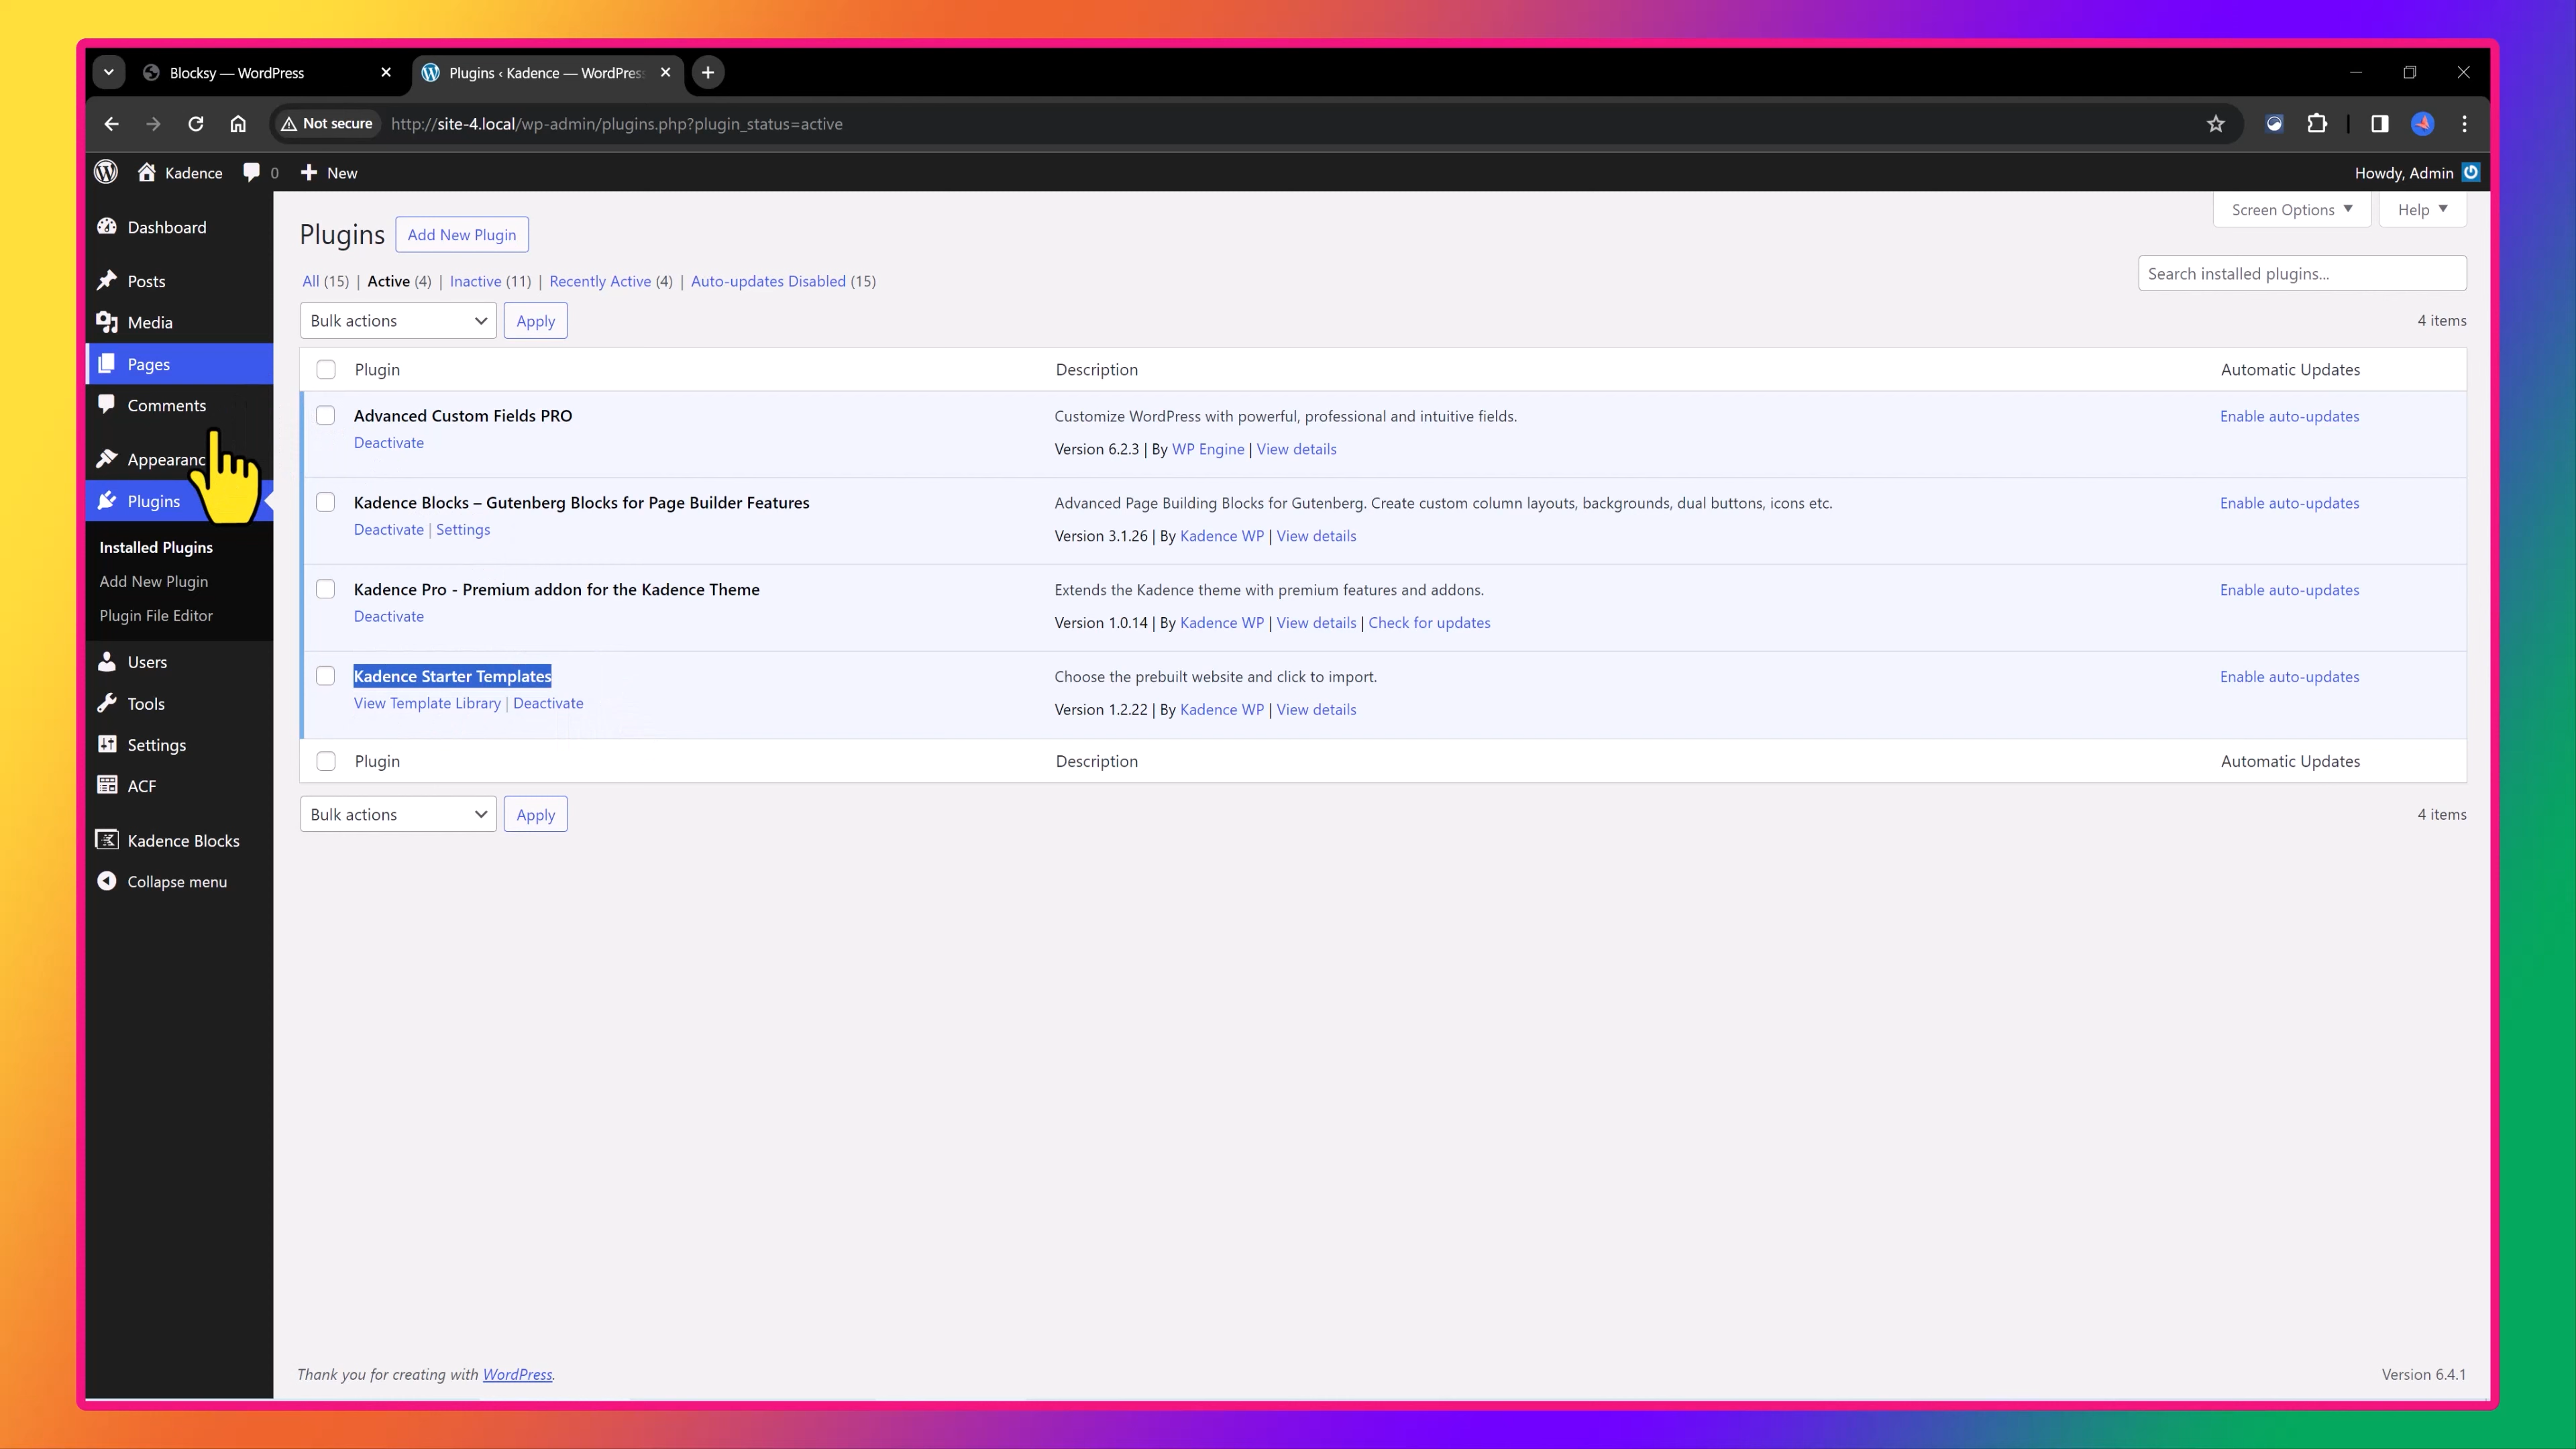 Blocksy — WordPress
Plugins ‹ Kadence — WordPres
Not secure
http://site-4.local/wp-admin/plugins.php?plugin_status=active
Kadence
0
New
Howdy, Admin
Dashboard
Posts
Media
Pages
Comments
Appearanc
Plugins
Installed Plugins
Add New Plugin
Plugin File Editor
Users
Tools
Settings
ACF
Kadence Blocks
Collapse menu
Screen Options
Help
Plugins
Add New Plugin
All (15) | Active (4) | Inactive (11) | Recently Active (4) | Auto-updates Disabled (15)
Search installed plugins...
Bulk actions
Apply
4 items
Plugin
Description
Automatic Updates
Advanced Custom Fields PRO
Deactivate
Customize WordPress with powerful, professional and intuitive fields.
Version 6.2.3 | By WP Engine | View details
Enable auto-updates
Kadence Blocks – Gutenberg Blocks for Page Builder Features
Deactivate | Settings
Advanced Page Building Blocks for Gutenberg. Create custom column layouts, backgrounds, dual buttons, icons etc.
Version 3.1.26 | By Kadence WP | View details
Enable auto-updates
Kadence Pro - Premium addon for the Kadence Theme
Deactivate
Extends the Kadence theme with premium features and addons.
Version 1.0.14 | By Kadence WP | View details | Check for updates
Enable auto-updates
Kadence Starter Templates
View Template Library | Deactivate
Choose the prebuilt website and click to import.
Version 1.2.22 | By Kadence WP | View details
Enable auto-updates
Plugin
Description
Automatic Updates
Bulk actions
Apply
4 items
Thank you for creating with WordPress.
Version 6.4.1